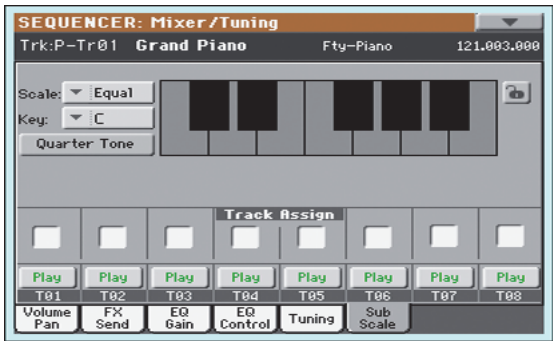 SEQUENCER: Mixer/Tuning
Trk:P-Tr01 Grand Piano Fty-Piano 121.003.000
Scale: Equal
Key: C
Quarter Tone
Track Assign
Play Play Play Play Play Play Play Play
T01 T02 T03 T04 T05 T06 T07 T08
Volume Pan FX Send EQ Gain EQ Control Tuning Sub Scale